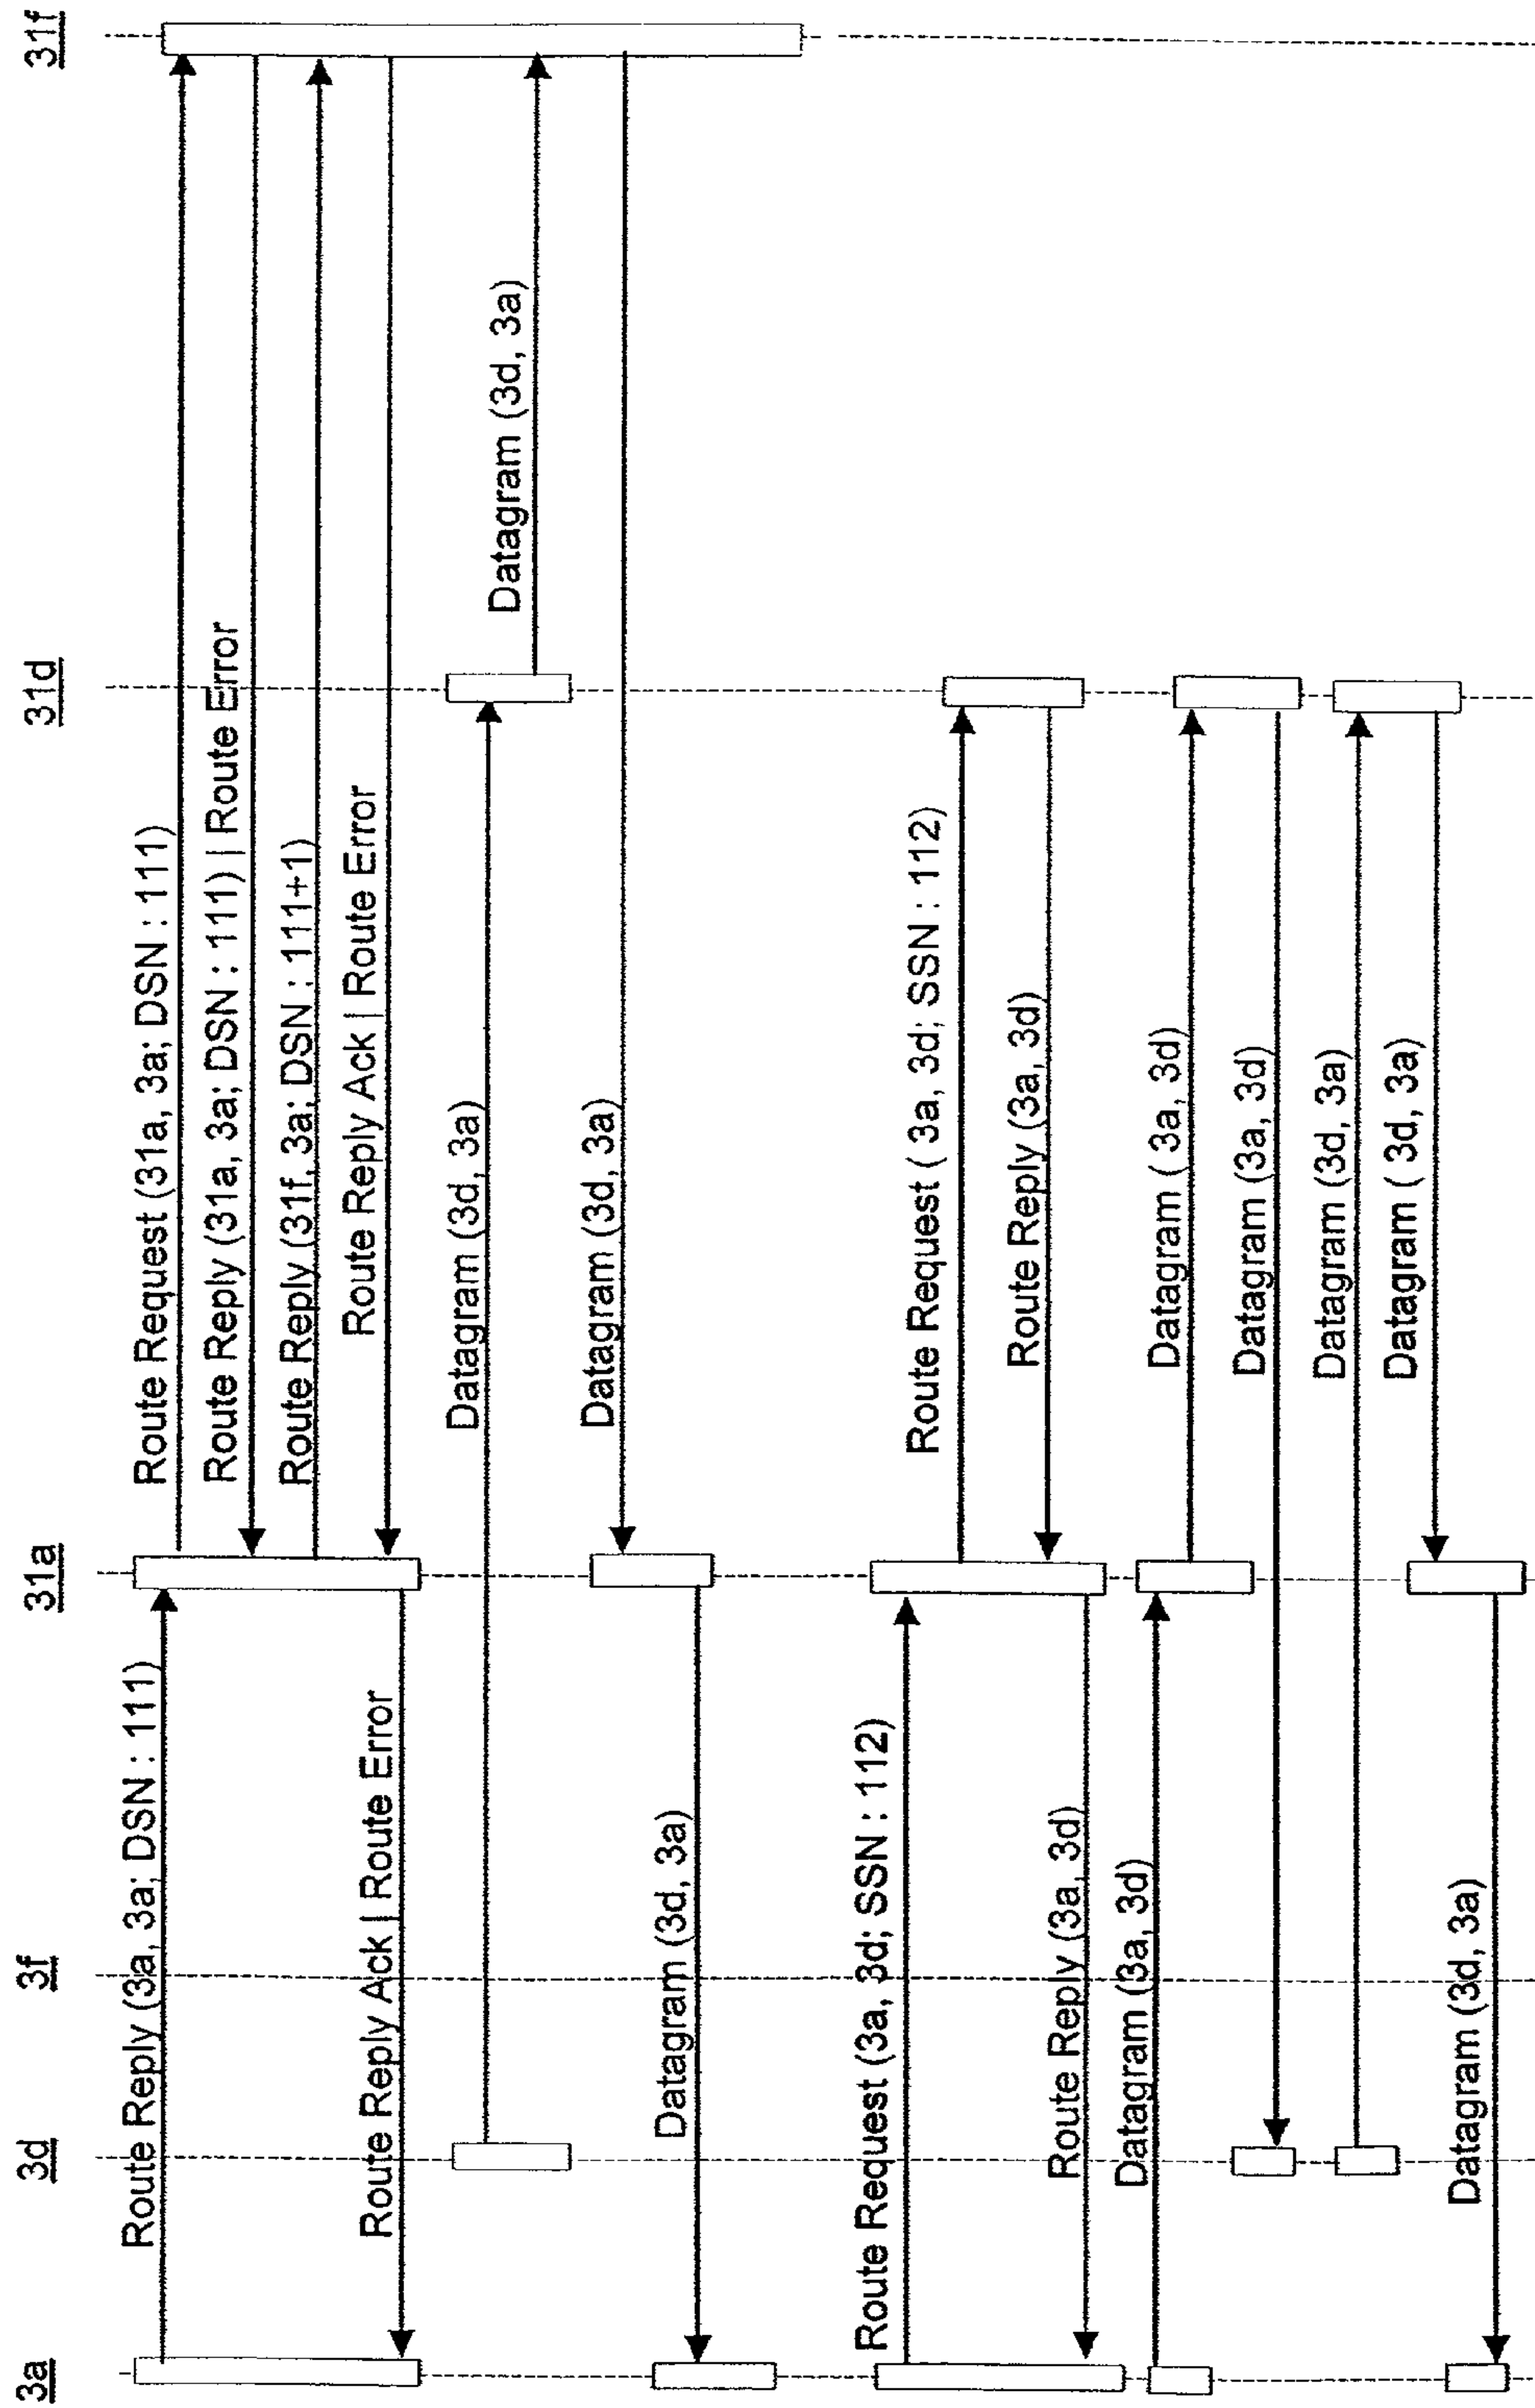 3a
3d
3f
31a
31d
31f
Route Reply (3a, 3a; DSN : 111)
Route Request (31a, 3a; DSN : 111)
Route Reply (31a, 3a; DSN : 111) | Route Error
Route Reply (31f, 3a; DSN : 111+1)
Route Reply Ack | Route Error
Route Reply Ack | Route Error
Datagram (3d, 3a)
Datagram (3d, 3a)
Datagram (3d, 3a)
Datagram (3d, 3a)
Route Request (3a, 3d; SSN : 112)
Route Request ( 3a, 3d; SSN : 112)
Route Reply (3a, 3d)
Route Reply (3a, 3d)
Datagram (3a, 3d)
Datagram ( 3a, 3d)
Datagram (3a, 3d)
Datagram (3d, 3a)
Datagram ( 3d, 3a)
Datagram (3d, 3a)